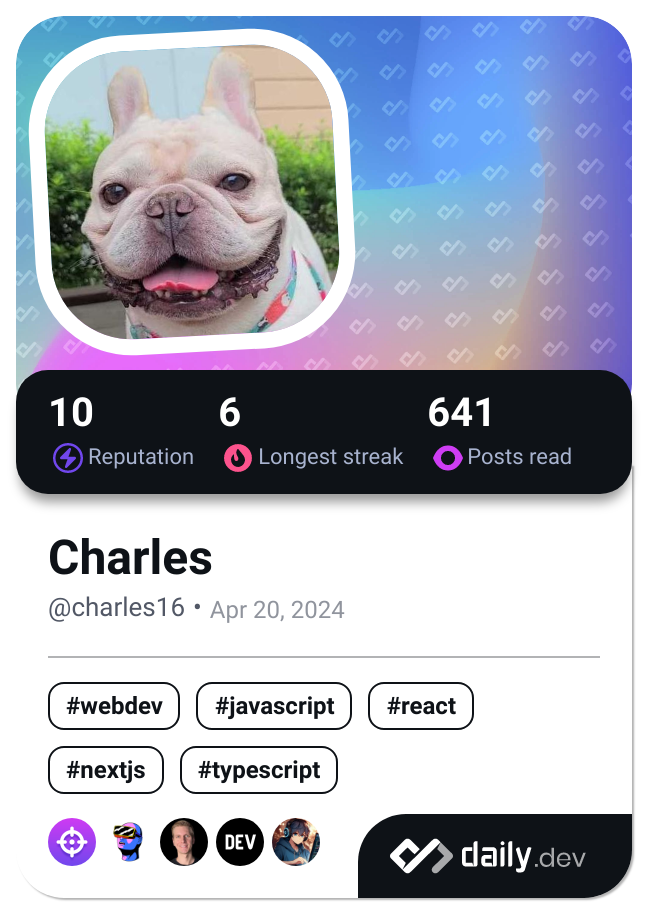 10 6 641
Reputation Longest streak Posts read
Charles
@charles16 • Apr 20, 2024
#webdev #javascript #react
#nextjs #typescript
DEV
daily.dev